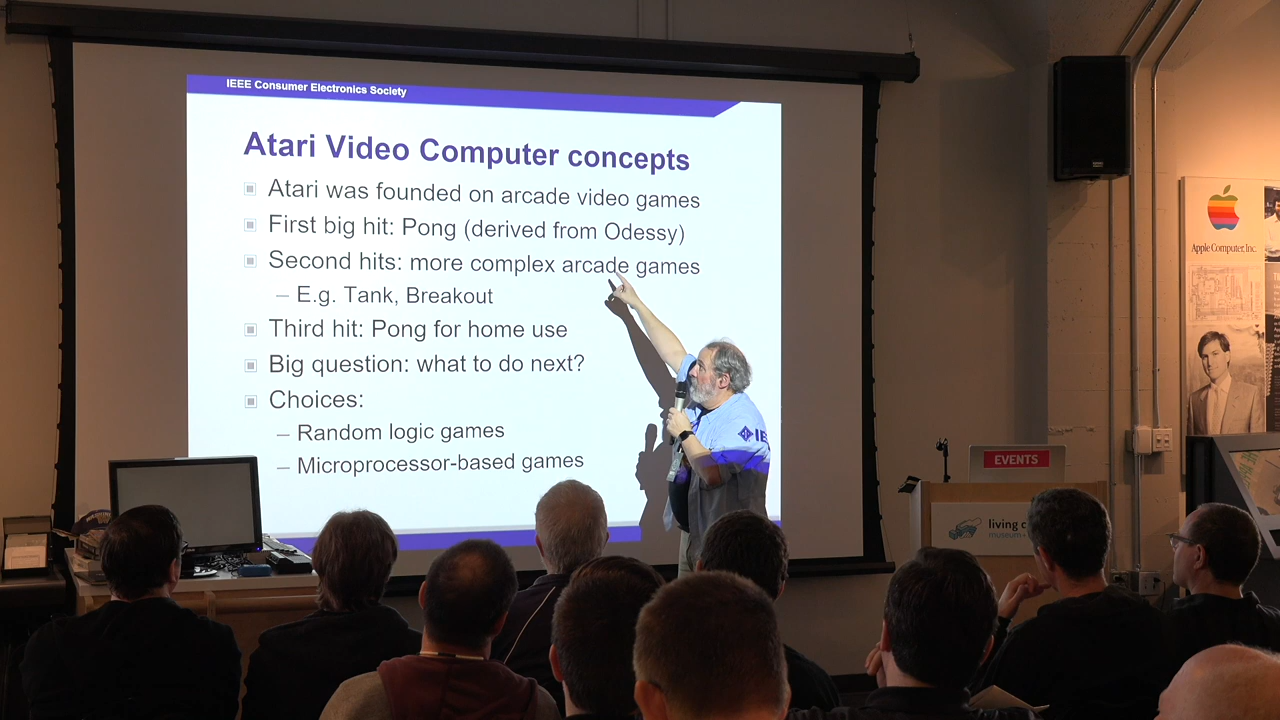 IEEE Consumer Electronics Society
Atari Video Computer concepts
Atari was founded on arcade video games
First big hit: Pong (derived from Odessy)
Second hits: more complex arcade games
– E.g. Tank, Breakout
Third hit: Pong for home use
Big question: what to do next?
Choices:
– Random logic games
– Microprocessor-based games
Apple Computer, Inc.
EVENTS
living c
museum+